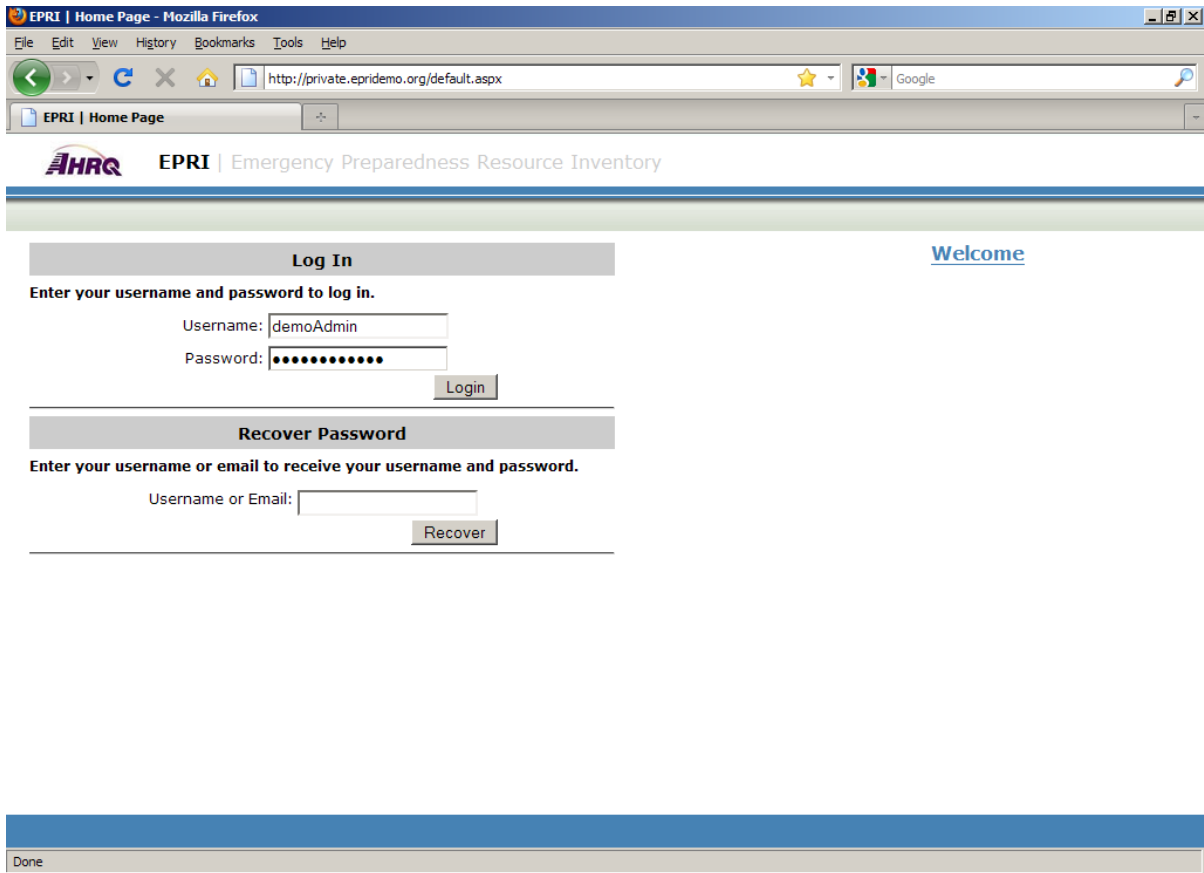 EPRI | Home Page - Mozilla Firefox
File Edit View History Bookmarks Tools Help
http://private.epridemo.org/default.aspx
Google
EPRI | Home Page
AHRQ EPRI | Emergency Preparedness Resource Inventory
Log In
Welcome
Enter your username and password to log in.
Username: demoAdmin
Password: ●●●●●●●●●●●●
Login
Recover Password
Enter your username or email to receive your username and password.
Username or Email:
Recover
Done